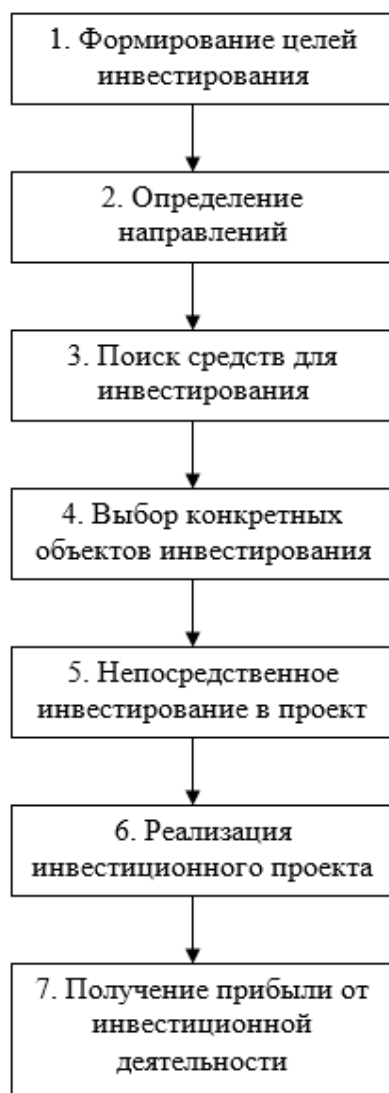 1. Формирование целей
инвестирования
2. Определение
направлений
3. Поиск средств для
инвестирования
4. Выбор конкретных
объектов инвестирования
5. Непосредственное
инвестирование в проект
6. Реализация
инвестиционного проекта
7. Получение прибыли от
инвестиционной
деятельности